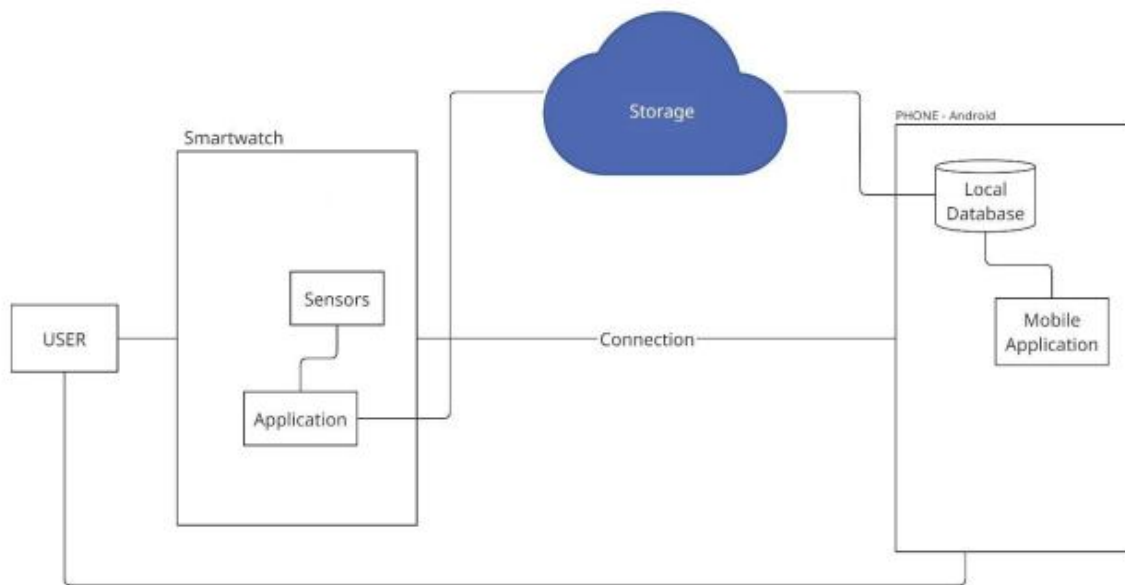 Storage
PHONE - Android
Smartwatch
Local
Database
Sensors
USER
Connection
Mobile
Application
Application